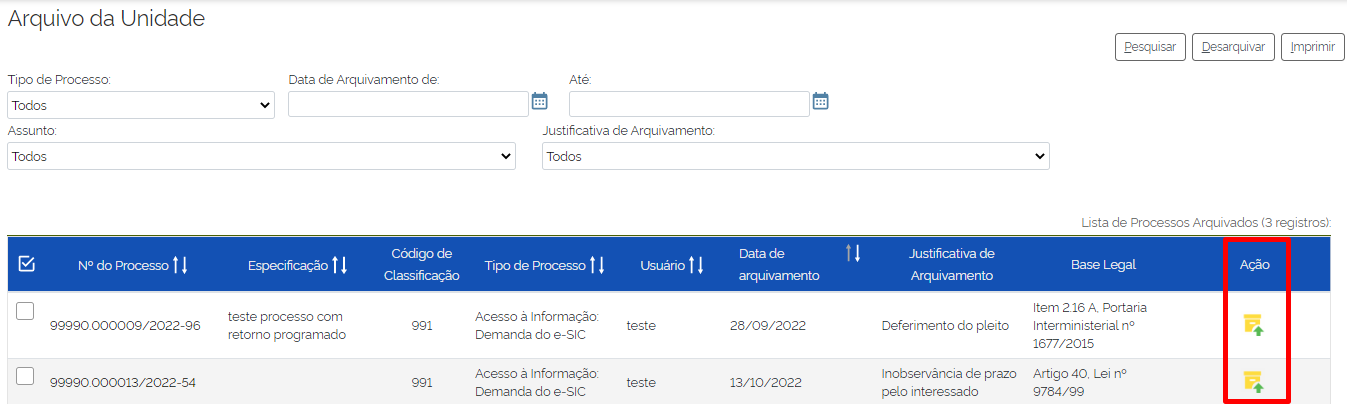 Arquivo da Unidade
Pesquisar Desarquivar Imprimir
Tipo de Processo: Data de Arquivamento de: Até:
Todos
Assunto: Justificativa de Arquivamento:
Todos Todos
Lista de Processos Arquivados (3 registros):
Nº do Processo Especificação Código de Classificação Tipo de Processo Usuário Data de arquivamento Justificativa de Arquivamento Base Legal Ação
99990.000009/2022-96 teste processo com retorno programado 991 Acesso à Informação: Demanda do e-SIC teste 28/09/2022 Deferimento do pleito Item 2.16 A, Portaria Interministerial nº 1677/2015
99990.000013/2022-54 991 Acesso à Informação: Demanda do e-SIC teste 13/10/2022 Inobservância de prazo pelo interessado Artigo 40, Lei nº 9784/99